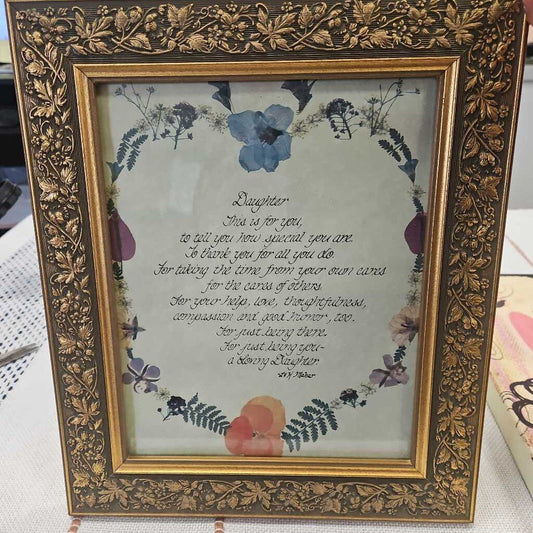 Daughter
This is for you,
to tell you how special you are.
To thank you for all you do.
For taking the time from your own cares
for the cares of others.
For your help, love, thoughtfulness,
compassion and good humor, too.
For just being there.
For just being you-
a Loving Daughter